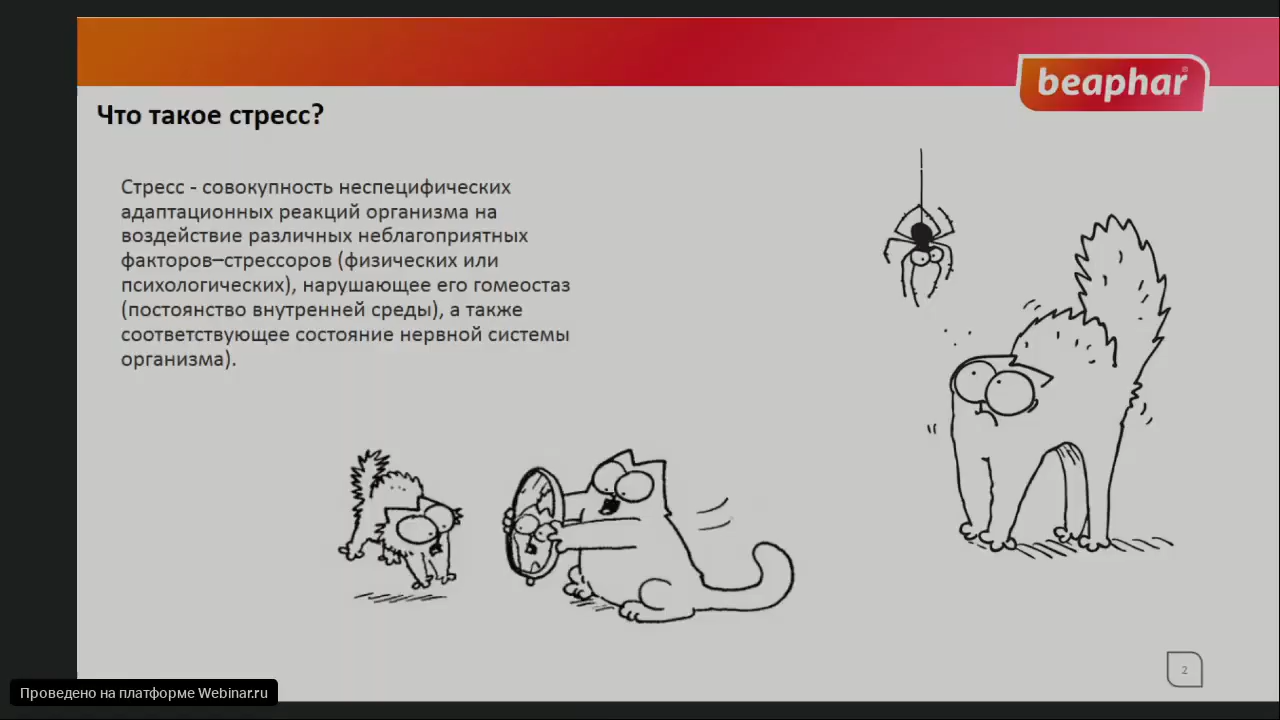 beaphar®
Что такое стресс?
Стресс - совокупность неспецифических
адаптационных реакций организма на
воздействие различных неблагоприятных
факторов–стрессоров (физических или
психологических), нарушающее его гомеостаз
(постоянство внутренней среды), а также
соответствующее состояние нервной системы
организма).
2
Проведено на платформе Webinar.ru